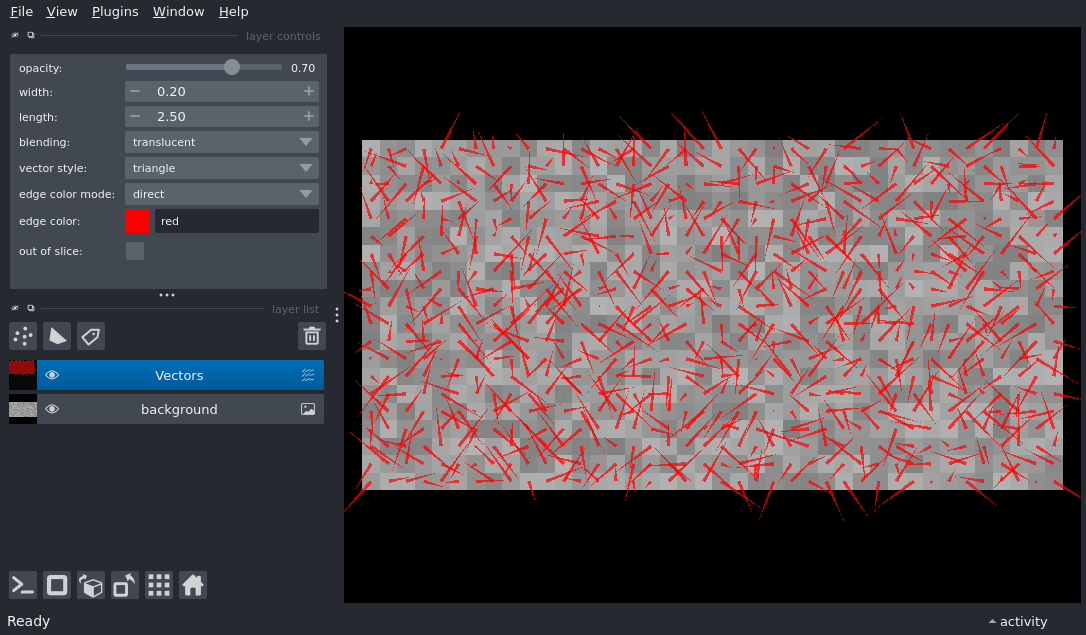 File View Plugins Window Help
layer controls
opacity: 0.70
width: 0.20
length: 2.50
blending: translucent
vector style: triangle
edge color mode: direct
edge color: red
out of slice:
layer list
Vectors
background
Ready
activity